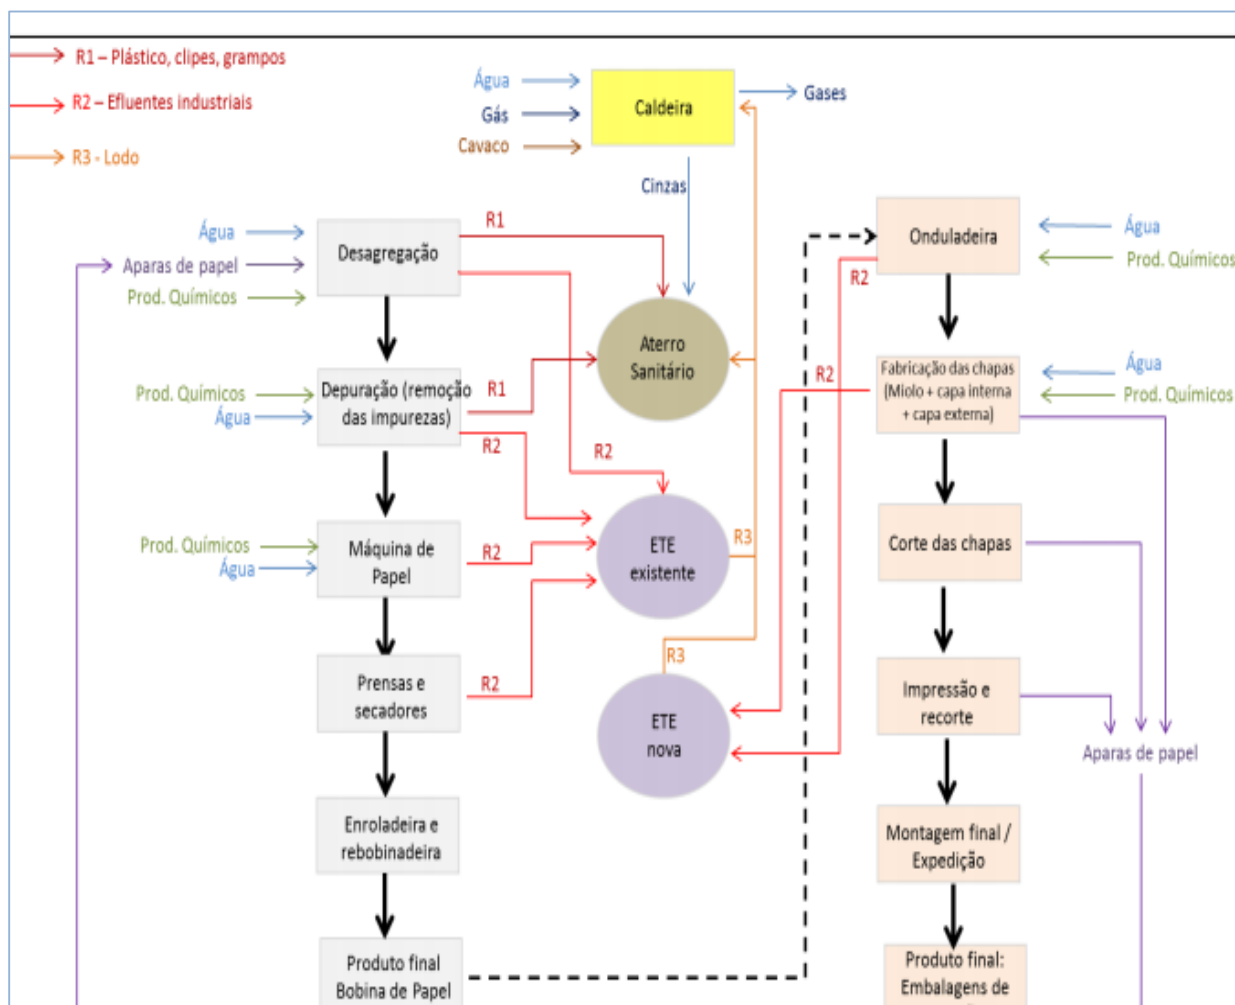 R1 – Plástico, clipes, grampos
R2 – Efluentes industriais
R3 - Lodo
Água
Gás
Cavaco
Caldeira
Gases
Cinzas
Água
Aparas de papel
Prod. Químicos
Desagregação
R1
R2
Aterro
Sanitário
Onduladeira
Água
Prod. Químicos
R2
Prod. Químicos
Água
Depuração (remoção
das impurezas)
R1
R2
R2
Fabricação das chapas
(Miolo + capa interna
+ capa externa)
Água
Prod. Químicos
Prod. Químicos
Água
Máquina de
Papel
R2
ETE
existente
R3
Corte das chapas
Prensas e
secadores
R2
R3
ETE
nova
Impressão e
recorte
Aparas de papel
Enroladeira e
rebobinadeira
Montagem final /
Expedição
Produto final
Bobina de Papel
Produto final:
Embalagens de